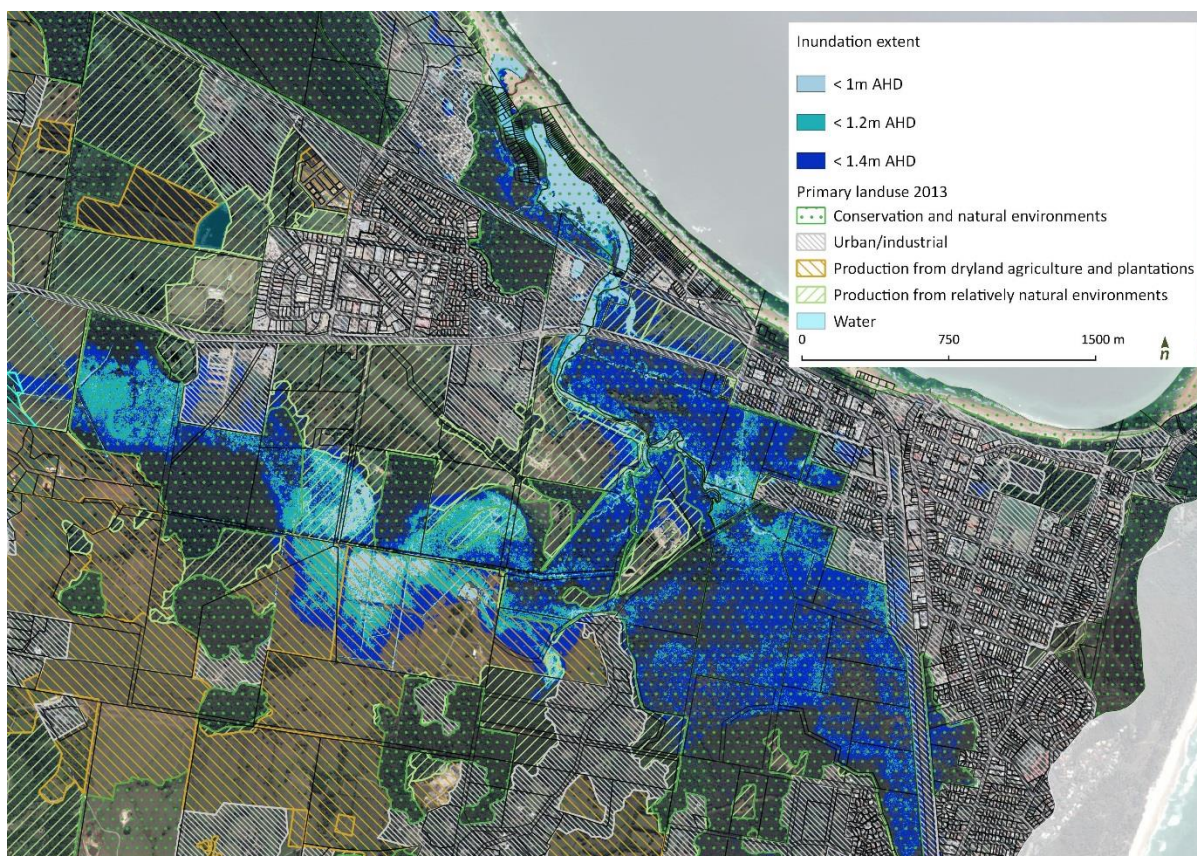 Inundation extent
< 1m AHD
< 1.2m AHD
< 1.4m AHD
Primary landuse 2013
Conservation and natural environments
Urban/industrial
Production from dryland agriculture and plantations
Production from relatively natural environments
Water
0 750 1500 m
n